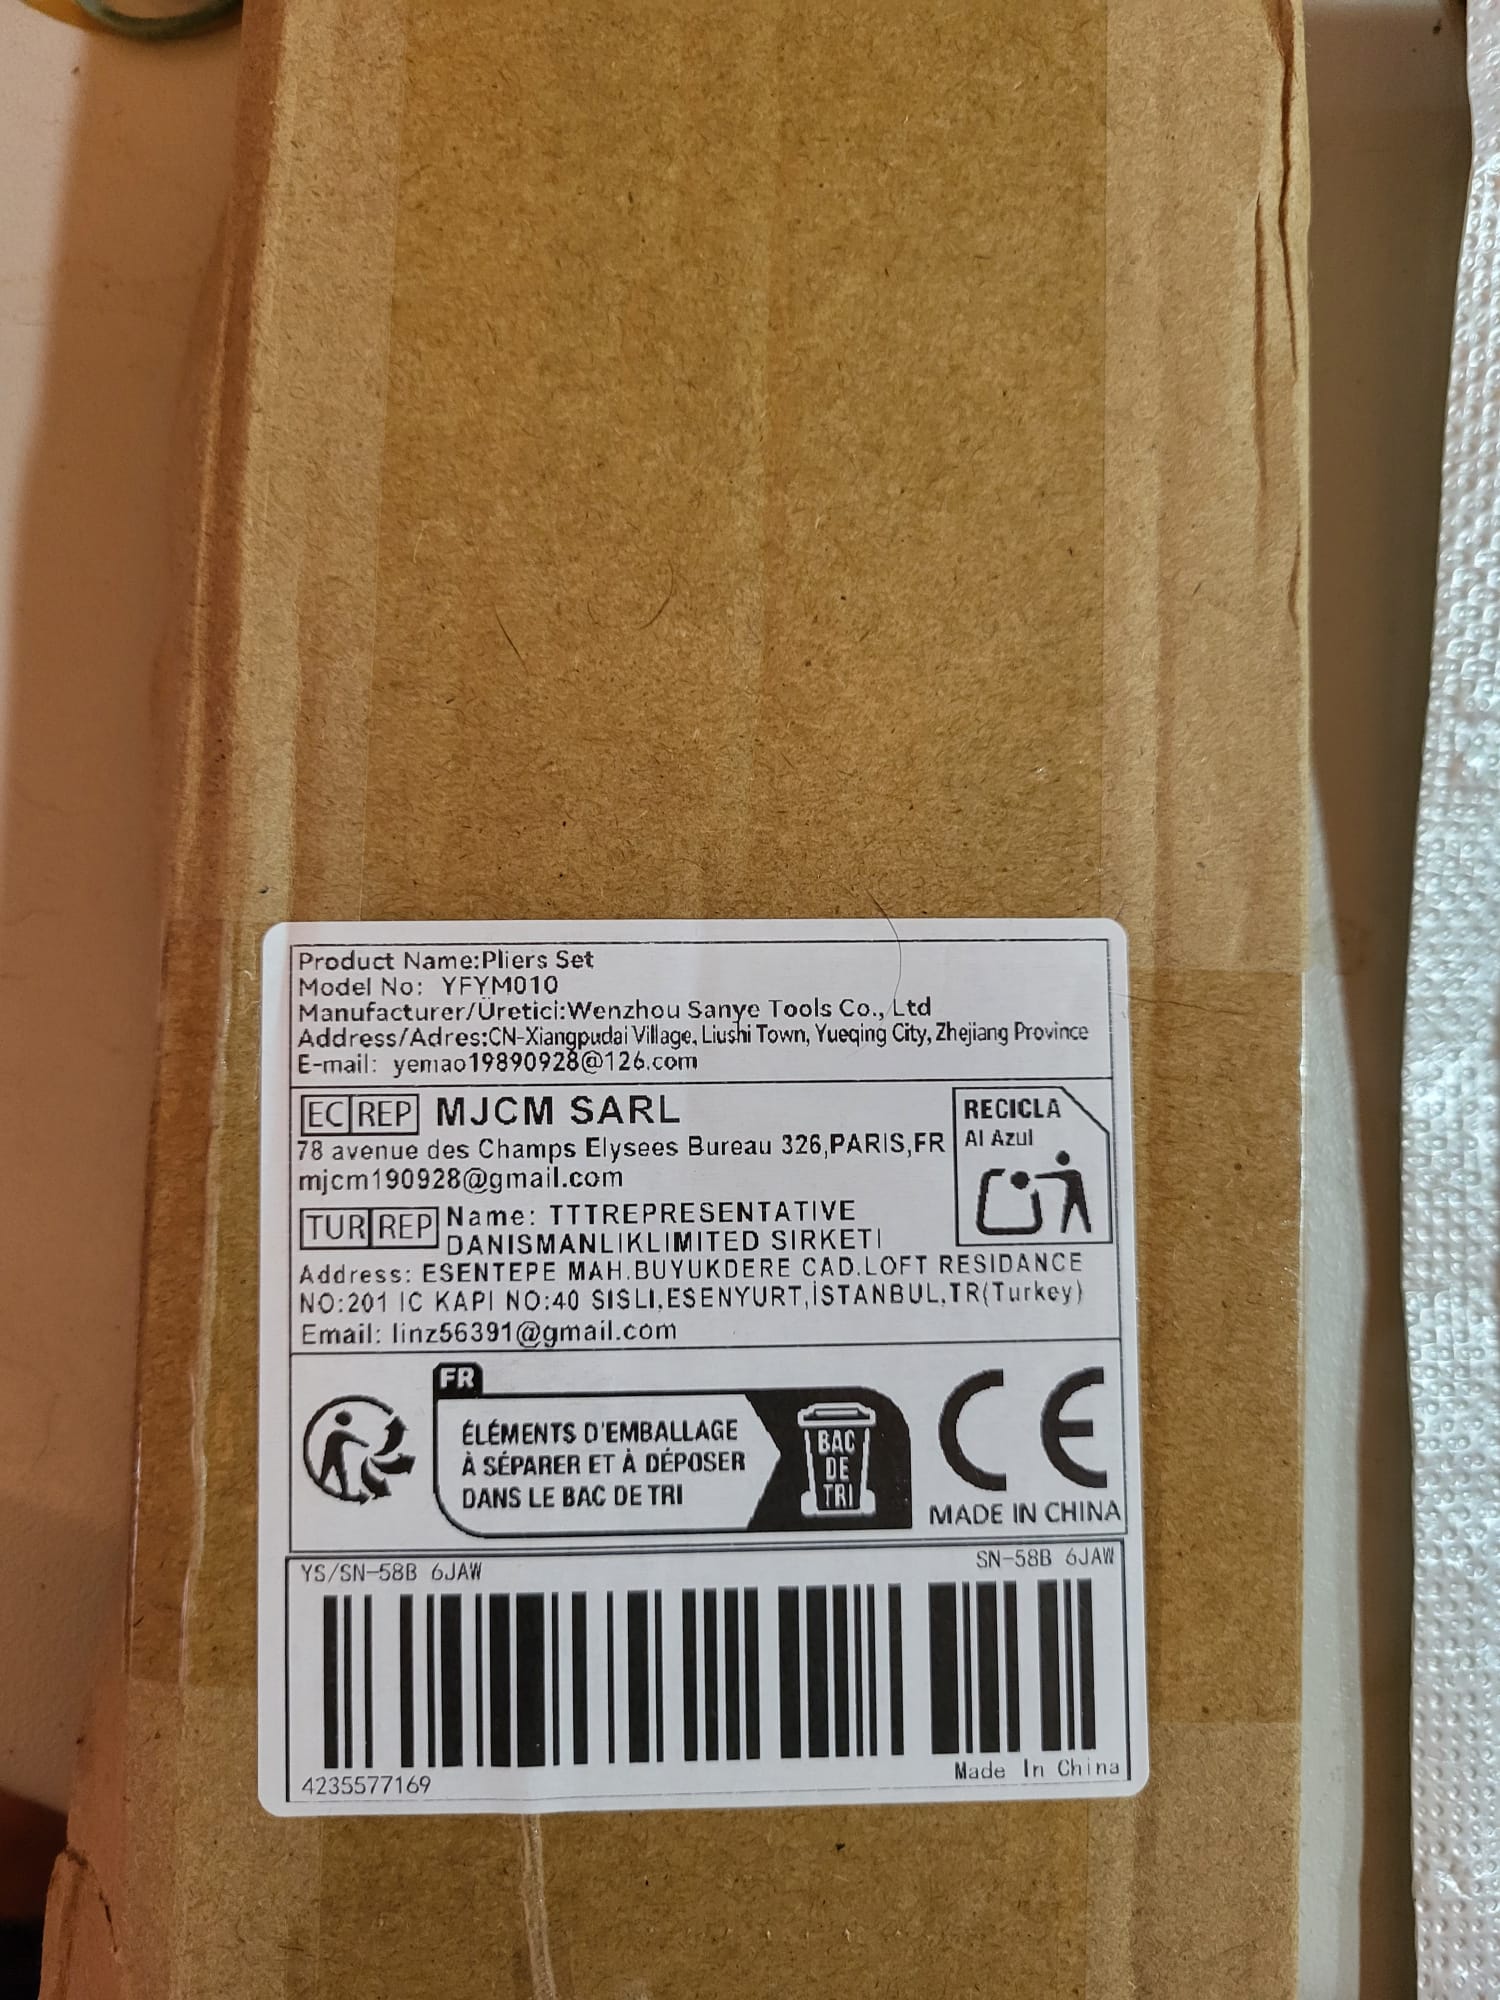 Product Name:Pliers Set
Model No: YFYM010
Manufacturer/Üretici:Wenzhou Sanye Tools Co., Ltd
Address/Adres:CN-Xiangpudai Village, Liushi Town, Yueqing City, Zhejiang Province
E-mail: yemao19890928@126.com
EC REP MJCM SARL
78 avenue des Champs Elysees Bureau 326,PARIS,FR
mjcm190928@gmail.com
RECICLA
Al Azul
TUR REP Name: TTTREPRESENTATIVE
DANISMANLIKLIMITED SIRKETI
Address: ESENTEPE MAH.BUYUKDERE CAD.LOFT RESIDANCE
NO:201 IC KAPI NO:40 SISLI,ESENYURT,İSTANBUL,TR(Turkey)
Email: linz56391@gmail.com
FR
ÉLÉMENTS D'EMBALLAGE
À SÉPARER ET À DÉPOSER
DANS LE BAC DE TRI
BAC
DE
TRI
CE
MADE IN CHINA
YS/SN-58B 6JAW
SN-58B 6JAW
4235577169
Made In China